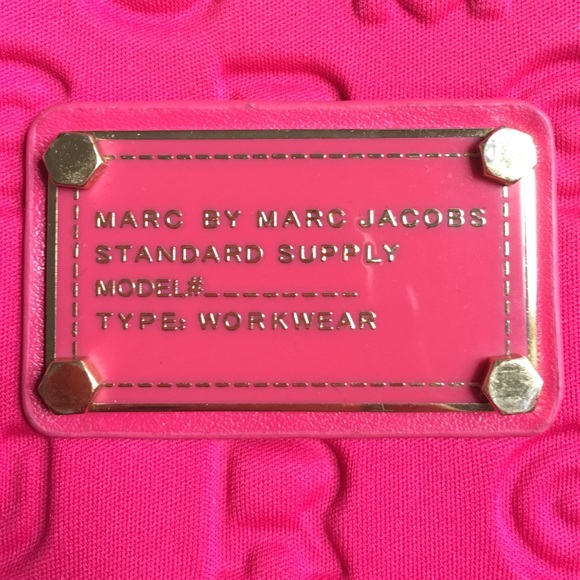 MARC BY MARC JACOBS
STANDARD SUPPLY
MODEL#_________
TYPE: WORKWEAR